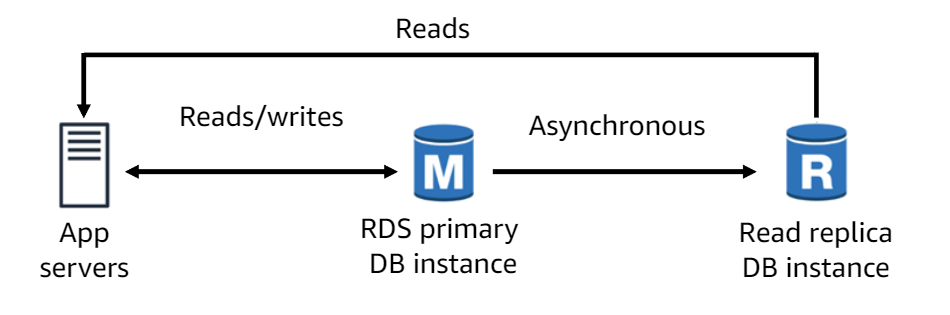 Reads
Reads/writes
Asynchronous
M
R
App
servers
RDS primary
DB instance
Read replica
DB instance